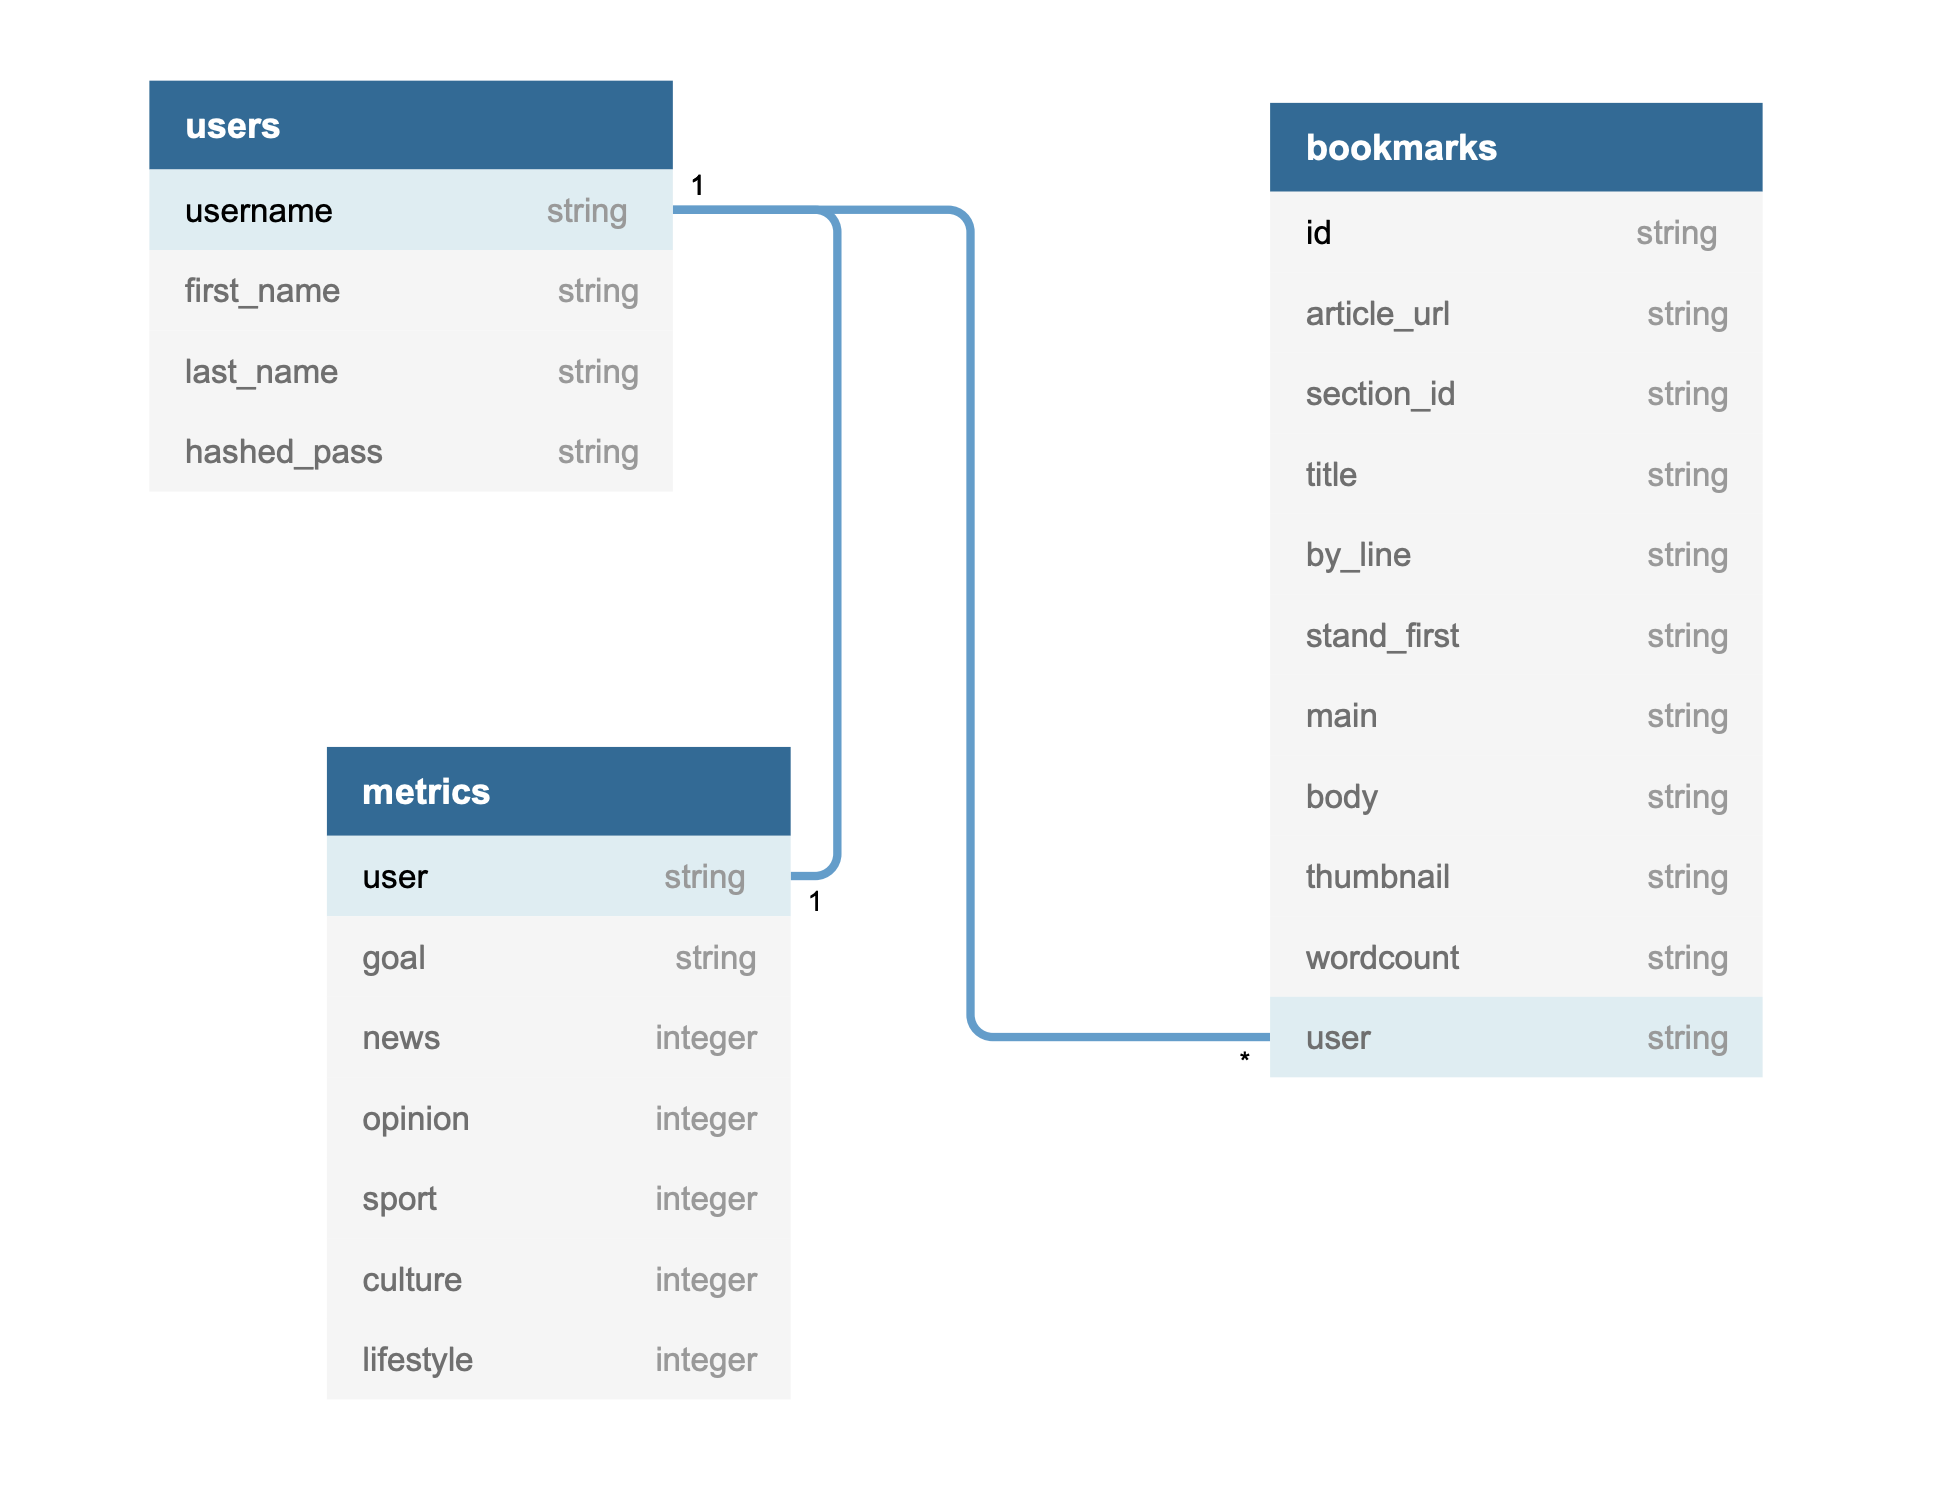 users
username string
first_name string
last_name string
hashed_pass string
1
metrics
user string
1
goal string
news integer
opinion integer
sport integer
culture integer
lifestyle integer
bookmarks
id string
article_url string
section_id string
title string
by_line string
stand_first string
main string
body string
thumbnail string
wordcount string
user string
*